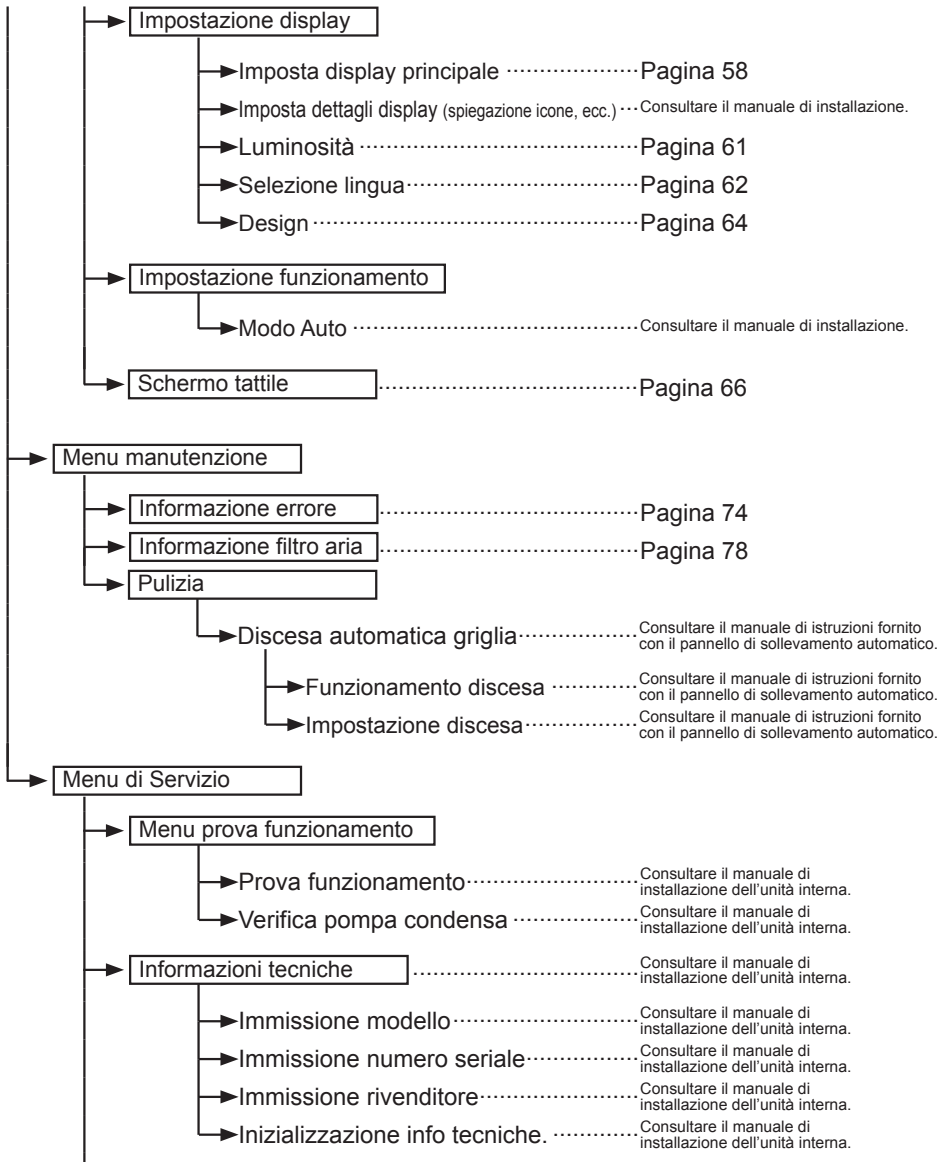 Impostazione display
Imposta display principale ····················· Pagina 58
Imposta dettagli display (spiegazione icone, ecc.) ··· Consultare il manuale di installazione.
Luminosità ············································ Pagina 61
Selezione lingua ···································· Pagina 62
Design ·················································· Pagina 64
Impostazione funzionamento
Modo Auto ············································ Consultare il manuale di installazione.
Schermo tattile ········································ Pagina 66
Menu manutenzione
Informazione errore ········································ Pagina 74
Informazione filtro aria ········································ Pagina 78
Pulizia
Discesa automatica griglia ··················· Consultare il manuale di istruzioni fornito
con il pannello di sollevamento automatico.
Funzionamento discesa ············· Consultare il manuale di istruzioni fornito
con il pannello di sollevamento automatico.
Impostazione discesa ················· Consultare il manuale di istruzioni fornito
con il pannello di sollevamento automatico.
Menu di Servizio
Menu prova funzionamento
Prova funzionamento ··························· Consultare il manuale di
installazione dell'unità interna.
Verifica pompa condensa ····················· Consultare il manuale di
installazione dell'unità interna.
Informazioni tecniche ··································· Consultare il manuale di
installazione dell'unità interna.
Immissione modello ····························· Consultare il manuale di
installazione dell'unità interna.
Immissione numero seriale ·················· Consultare il manuale di
installazione dell'unità interna.
Immissione rivenditore ························· Consultare il manuale di
installazione dell'unità interna.
Inizializzazione info tecniche. ·············· Consultare il manuale di
installazione dell'unità interna.